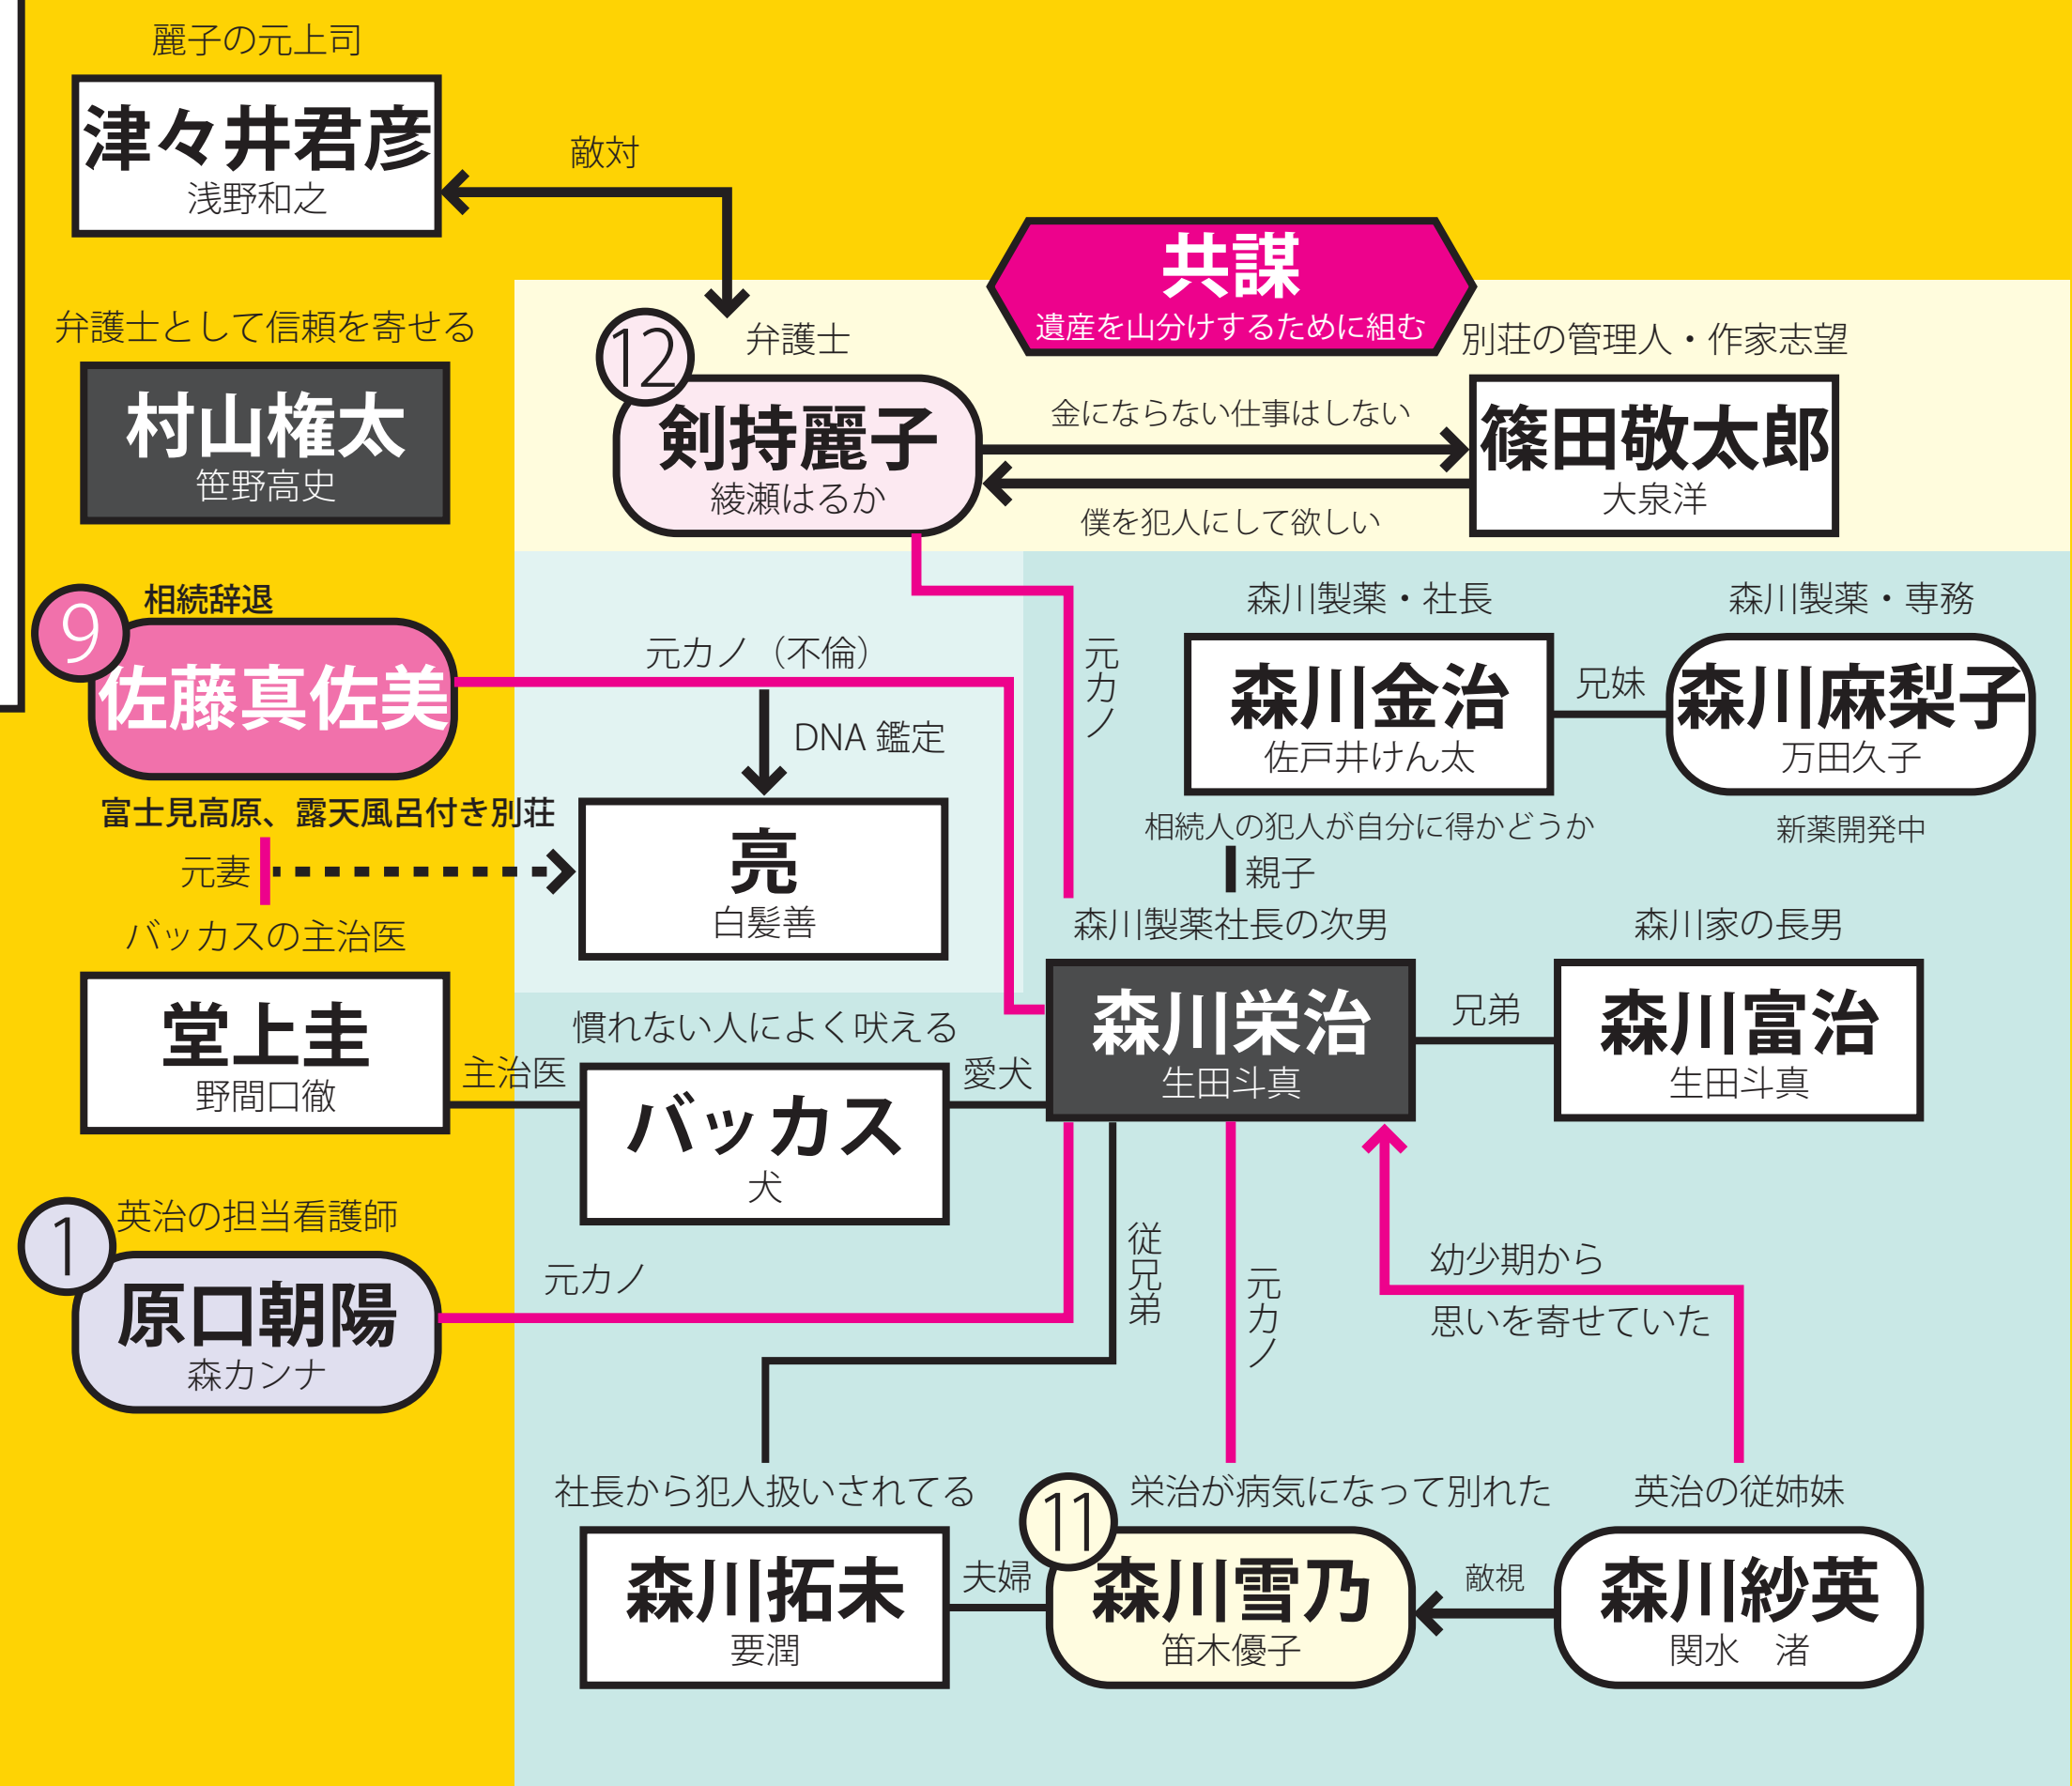 麗子の元上司
津々井君彦
浅野和之
敵対
共謀
遺産を山分けするために組む
弁護士として信頼を寄せる
村山権太
笹野高史
12
弁護士
剣持麗子
綾瀬はるか
金にならない仕事はしない
僕を犯人にして欲しい
別荘の管理人・作家志望
篠田敬太郎
大泉洋
9
相続辞退
佐藤真佐美
元カノ（不倫）
DNA 鑑定
元カノ
森川製薬・社長
森川金治
佐戸井けん太
兄妹
森川製薬・専務
森川麻梨子
万田久子
富士見高原、露天風呂付き別荘
元妻
亮
白髪善
相続人の犯人が自分に得かどうか
親子
新薬開発中
バッカスの主治医
堂上圭
野間口徹
主治医
慣れない人によく吠える
バッカス
犬
愛犬
森川製薬社長の次男
森川栄治
生田斗真
兄弟
森川家の長男
森川富治
生田斗真
1
英治の担当看護師
原口朝陽
森カンナ
元カノ
従兄弟
元カノ
幼少期から
思いを寄せていた
社長から犯人扱いされてる
森川拓未
要潤
夫婦
11
栄治が病気になって別れた
森川雪乃
笛木優子
敵視
英治の従姉妹
森川紗英
関水　渚